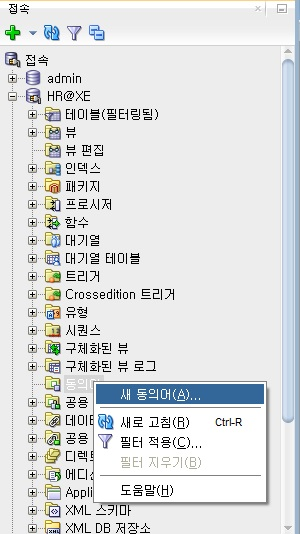 접속
접속
admin
HR@XE
테이블(필터링됨)
뷰
뷰 편집
인덱스
패키지
프로시저
함수
대기열
대기열 테이블
트리거
Crossedition 트리거
유형
시퀀스
구체화된 뷰
구체화된 뷰 로그
동의어
새 동의어(A)...
공용
새로 고침(R) Ctrl-R
데이터
필터 적용(C)...
공용
필터 지우기(B)
디렉토
에디션
도움말(H)
Appli
XML 스키마
XML DB 저장소